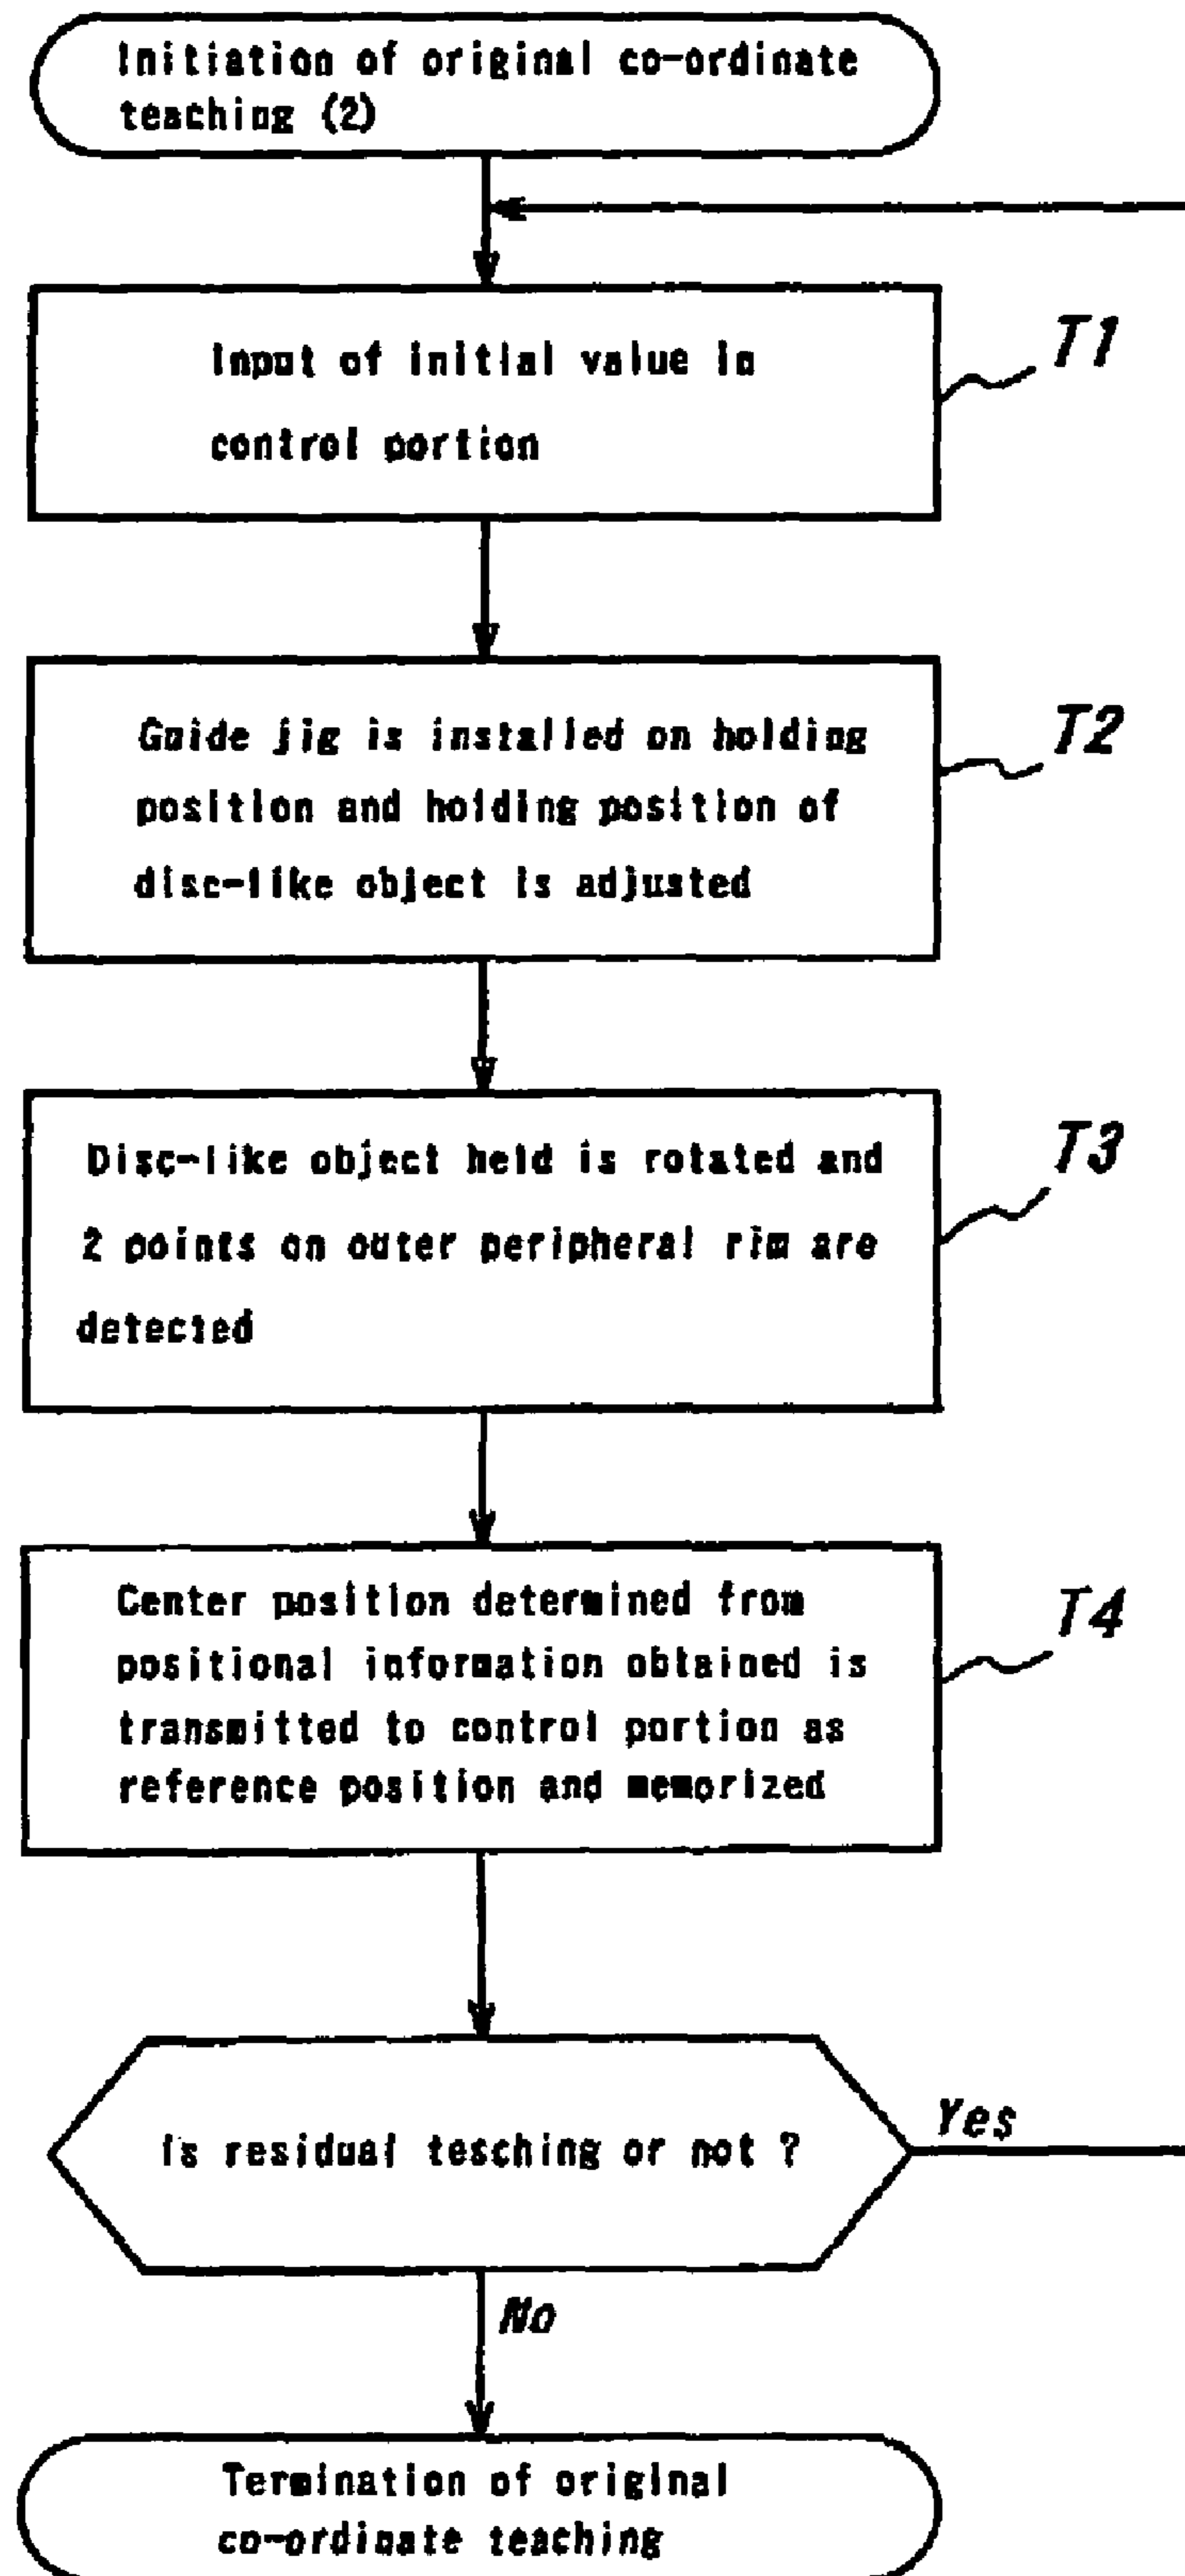 Initiation of original co-ordinate
teaching (2)
Input of initial value in
control portion
T1
Guide jig is installed on holding
position and holding position of
disc-like object is adjusted
T2
Disc-like object held is rotated and
2 points on outer peripheral rim are
detected
T3
Center position determined from
positional information obtained is
transmitted to control portion as
reference position and memorized
T4
Is residual tesching or not ?
Yes
No
Termination of original
co-ordinate teaching